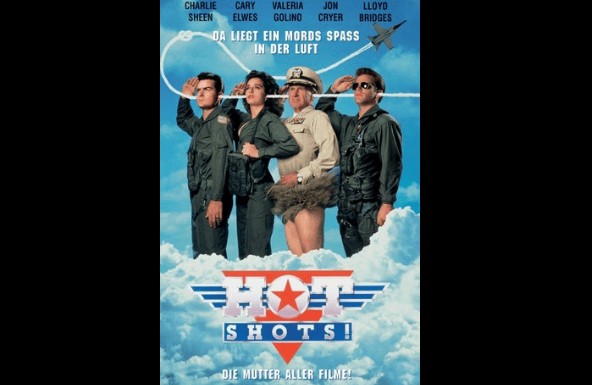 CHARLIE CARY VALERIA JON LLOYD
SHEEN ELWES GOLINO CRYER BRIDGES
DA LIEGT EIN MORDS SPASS
IN DER LUFT
HOT
SHOTS!
DIE MUTTER ALLER FILME!